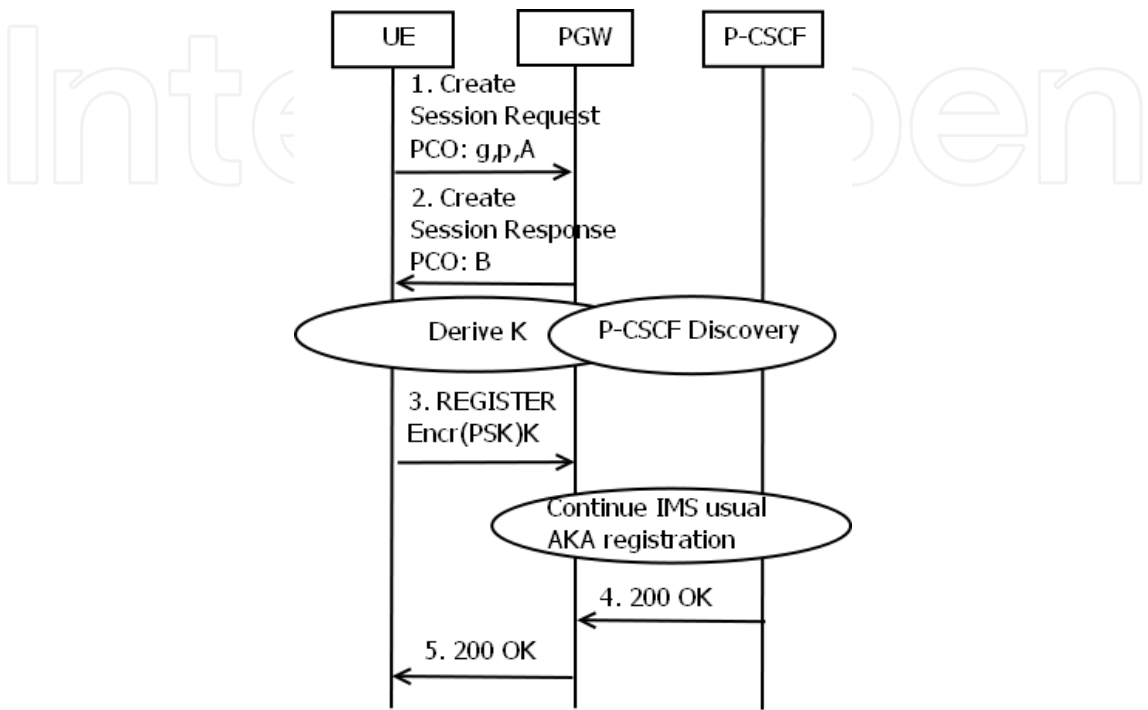 UE
PGW
P-CSCF
1. Create
Session Request
PCO: g,p,A
2. Create
Session Response
PCO: B
Derive K
P-CSCF Discovery
3. REGISTER
Encr(PSK)K
Continue IMS usual
AKA registration
4. 200 OK
5. 200 OK